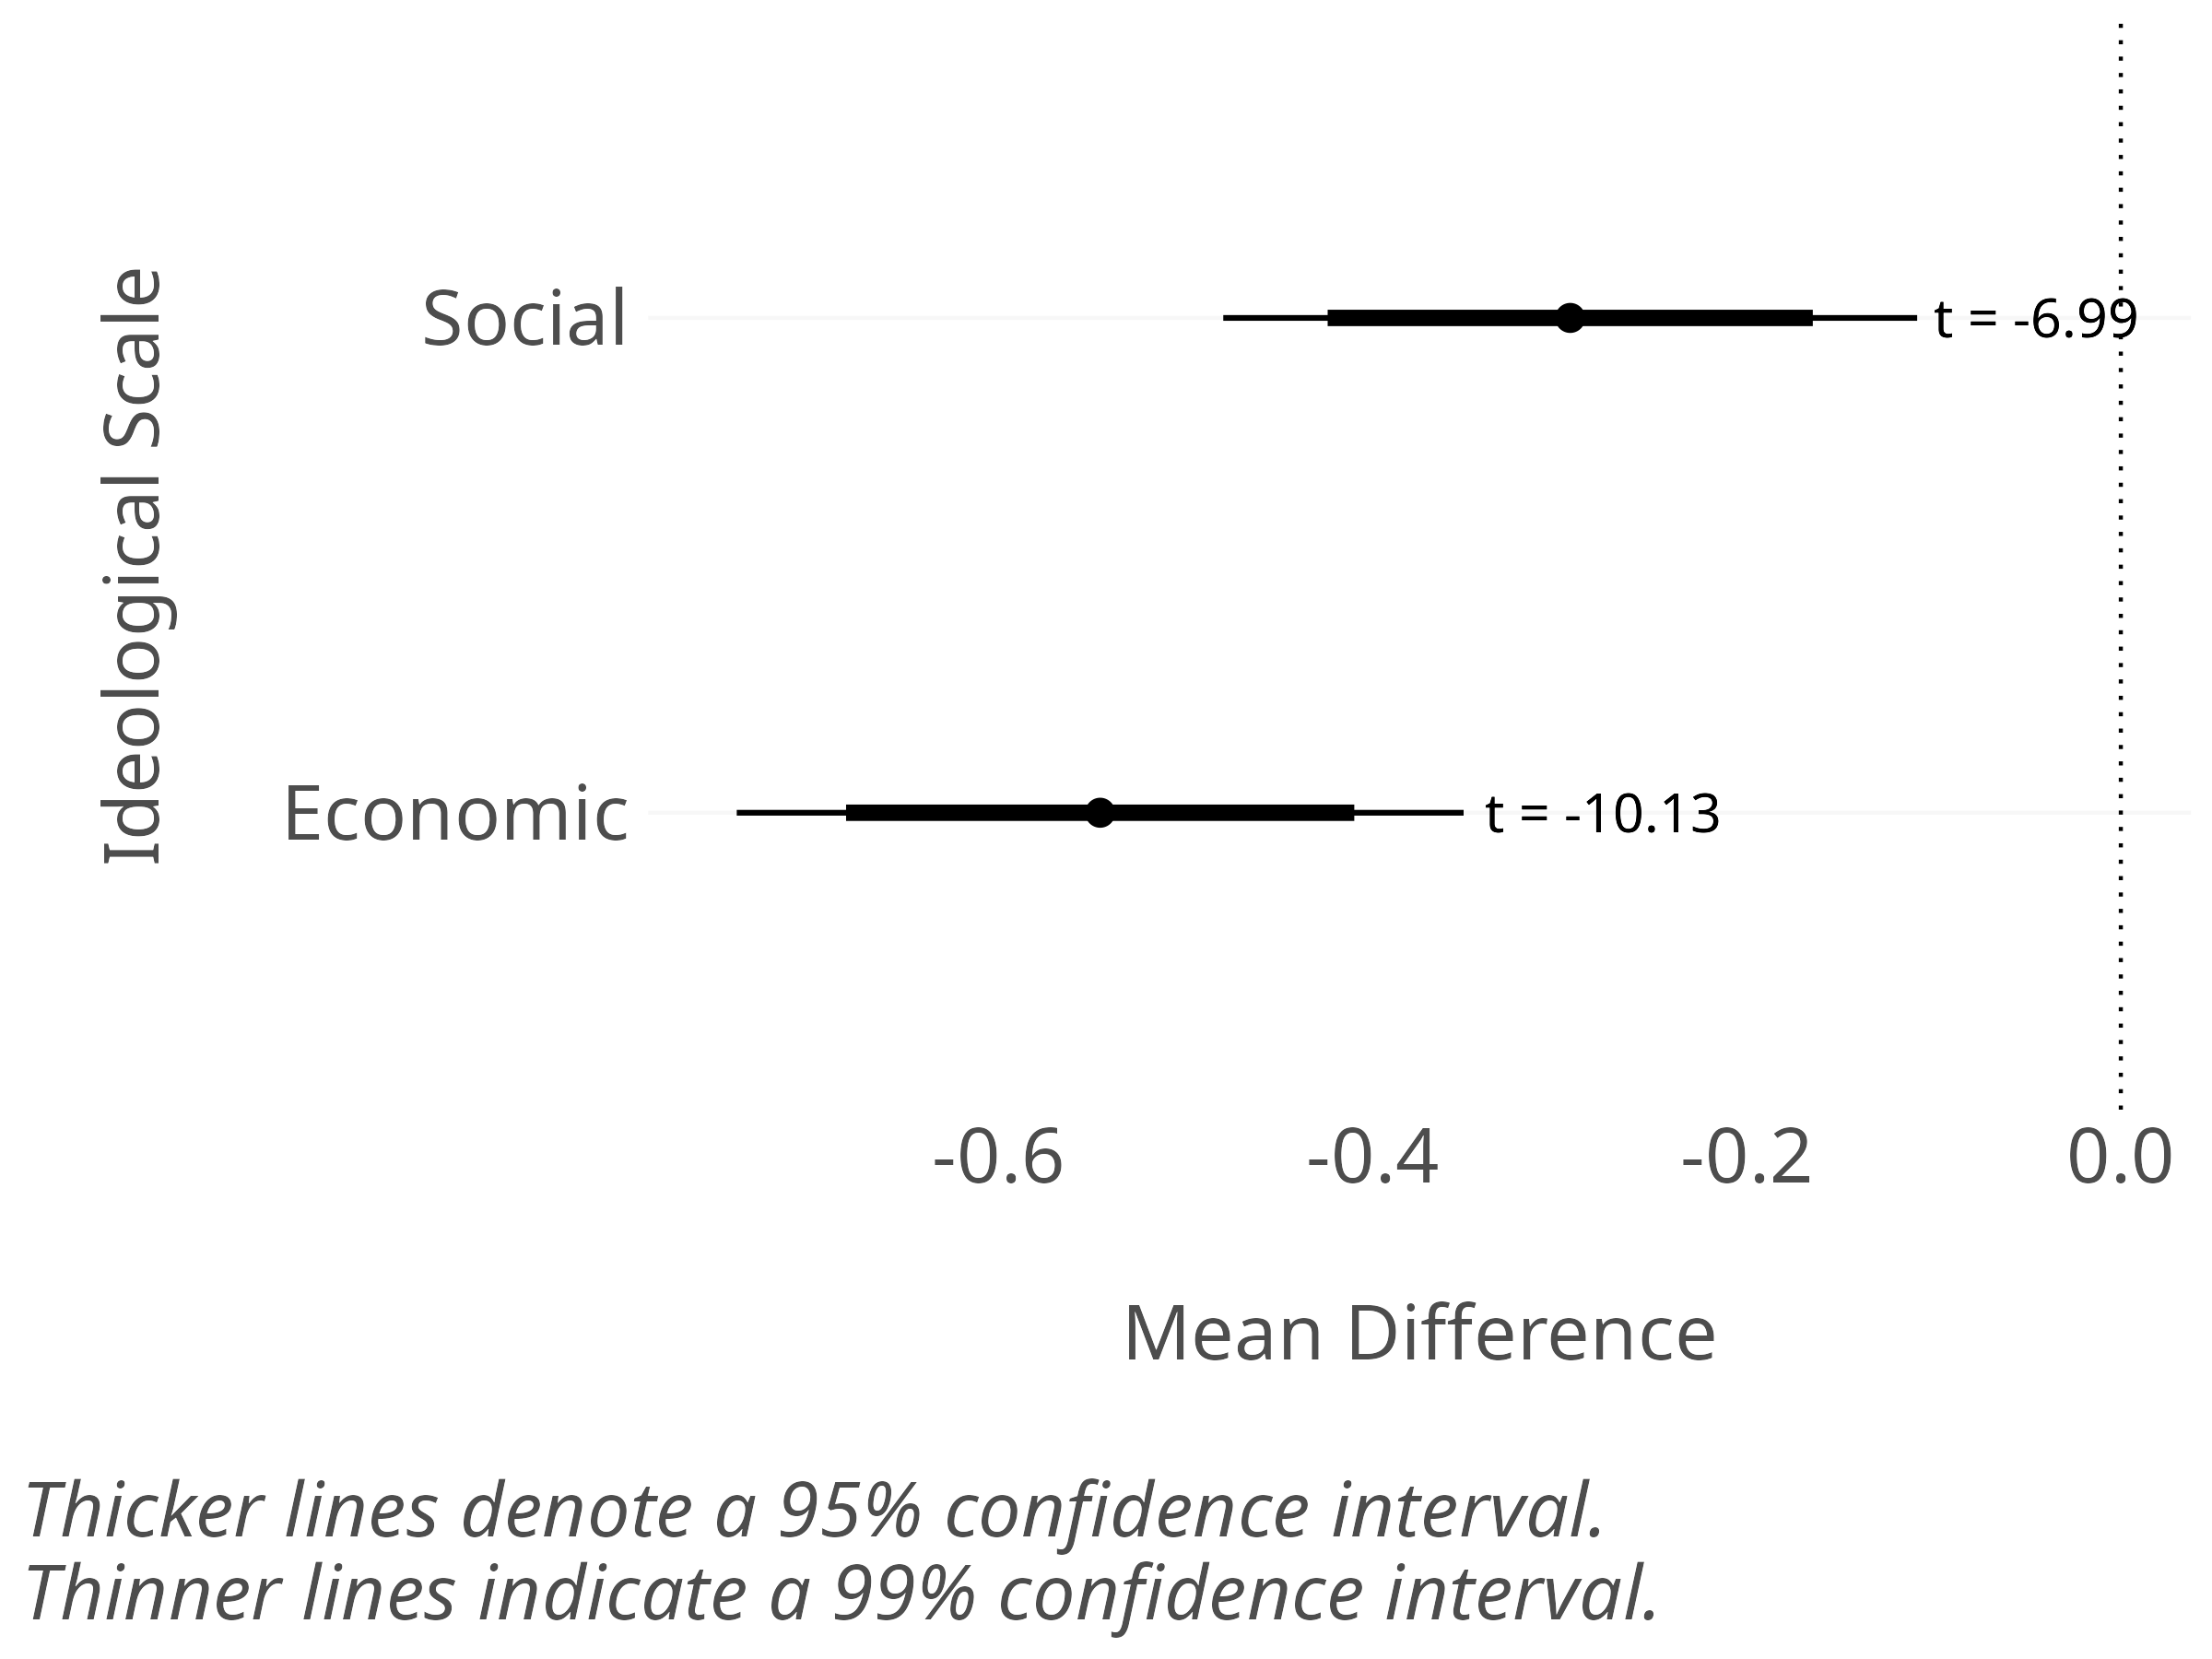 Ideological Scale
Social
t = -6.99
Economic
t = -10.13
-0.6
-0.4
-0.2
0.0
Mean Difference
Thicker lines denote a 95% confidence interval.
Thinner lines indicate a 99% confidence interval.